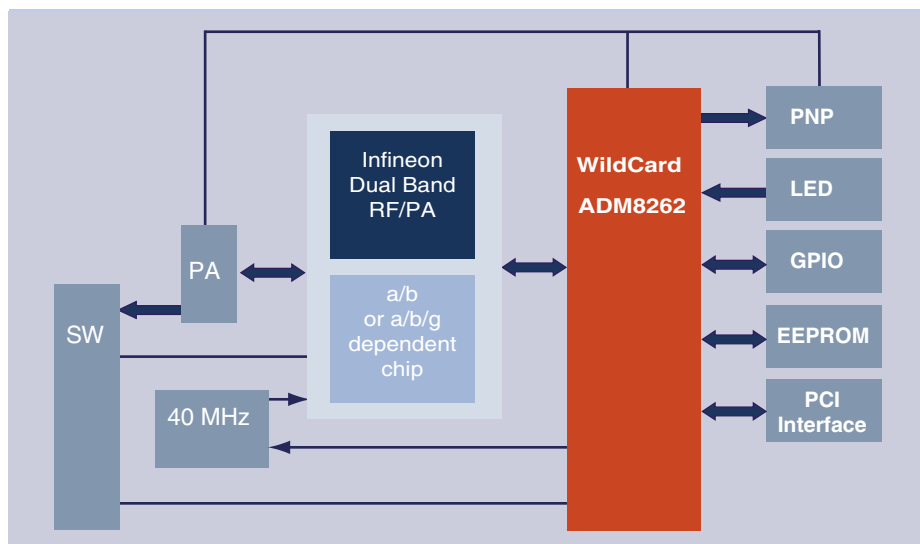 Infineon
Dual Band
RF/PA
a/b
or a/b/g
dependent
chip
PA
SW
40 MHz
WildCard
ADM8262
PNP
LED
GPIO
EEPROM
PCI
Interface